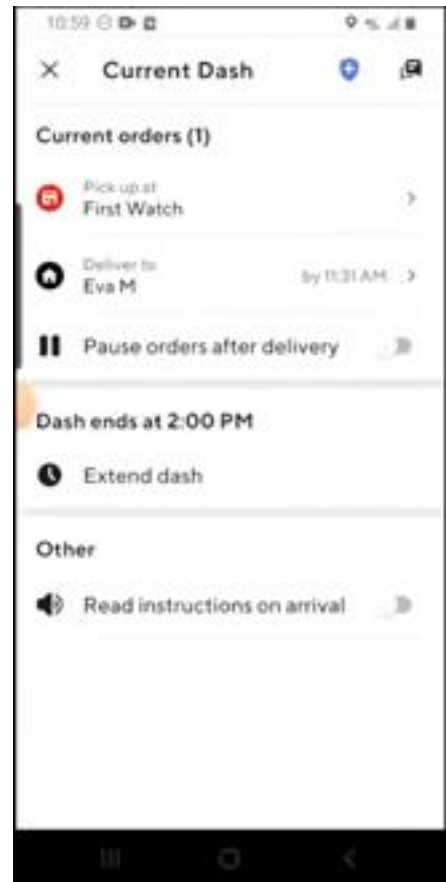 10:59
Current Dash
Current orders (1)
Pick up at
First Watch
Deliver to
Eva M
by 11:31 AM
Pause orders after delivery
Dash ends at 2:00 PM
Extend dash
Other
Read instructions on arrival